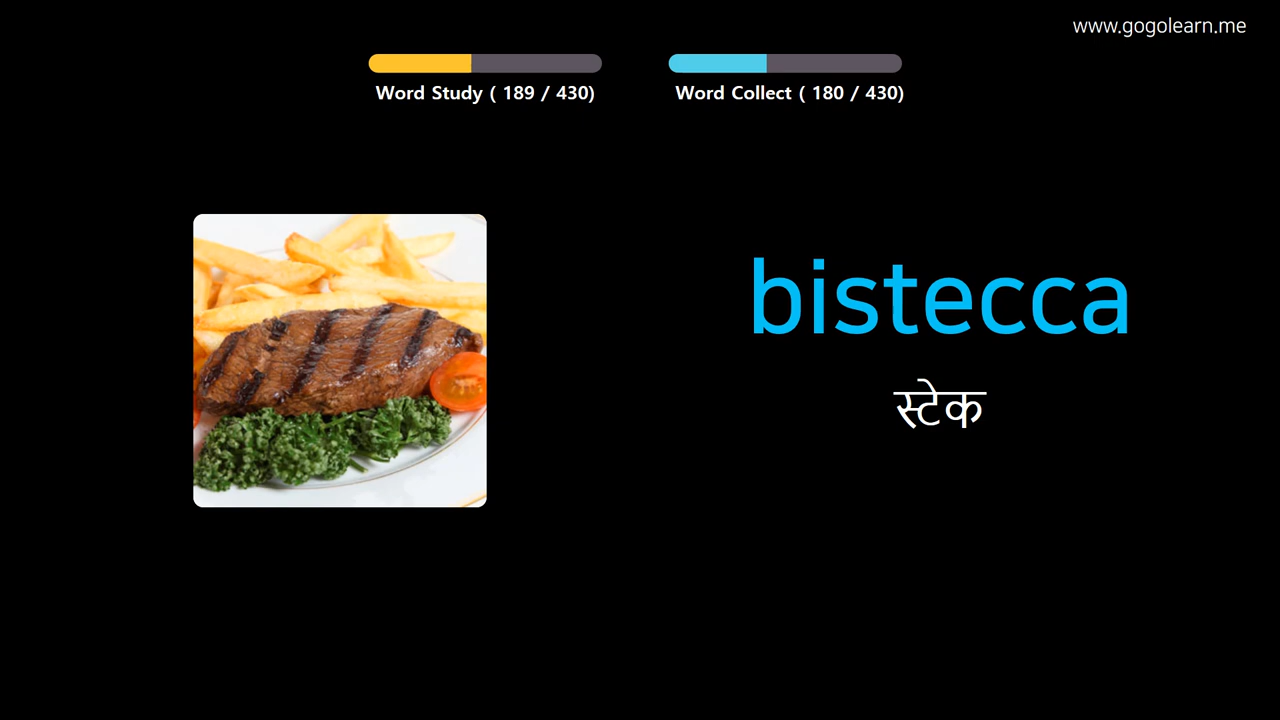 www.gogolearn.me
Word Study ( 189 / 430)
Word Collect ( 180 / 430)
bistecca
स्टेक